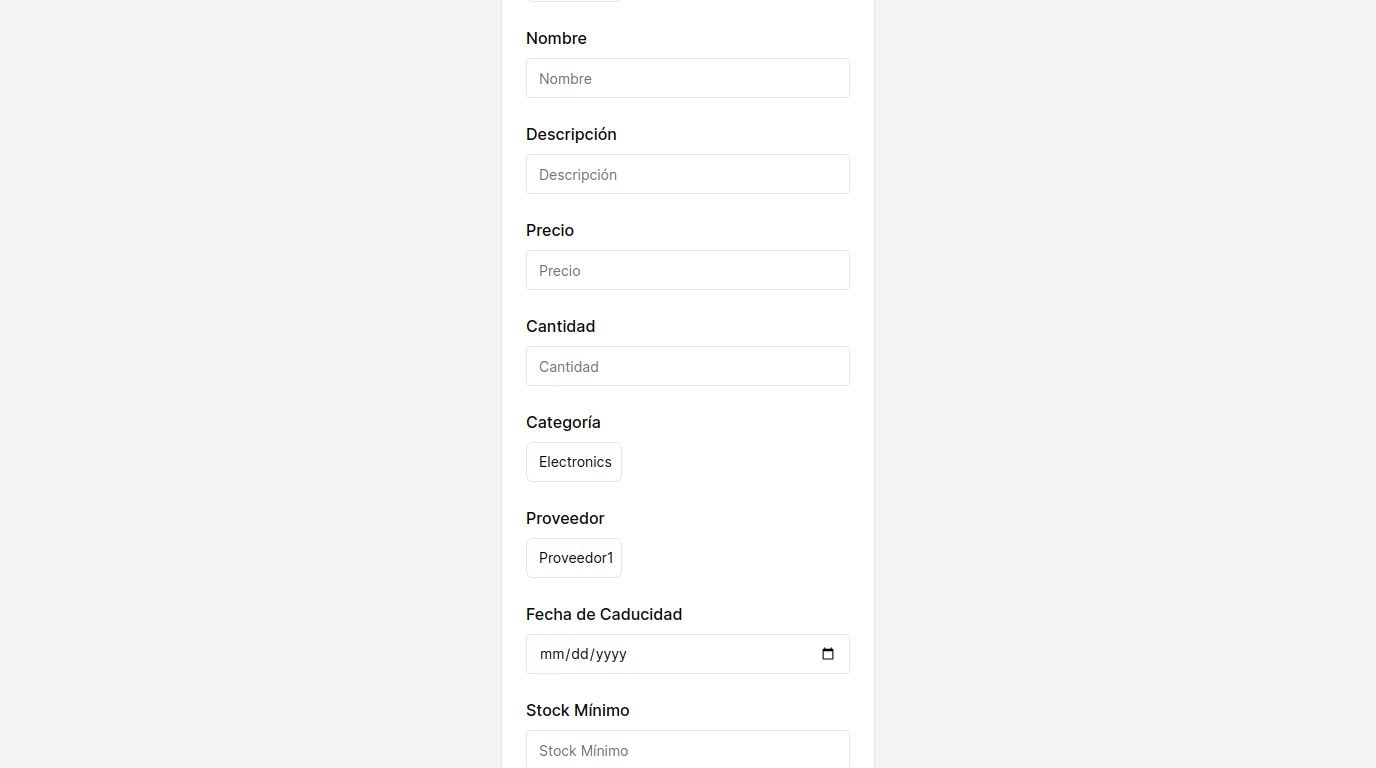 Nombre
Nombre
Descripción
Descripción
Precio
Precio
Cantidad
Cantidad
Categoría
Electronics
Proveedor
Proveedor1
Fecha de Caducidad
mm/dd/yyyy
Stock Mínimo
Stock Mínimo